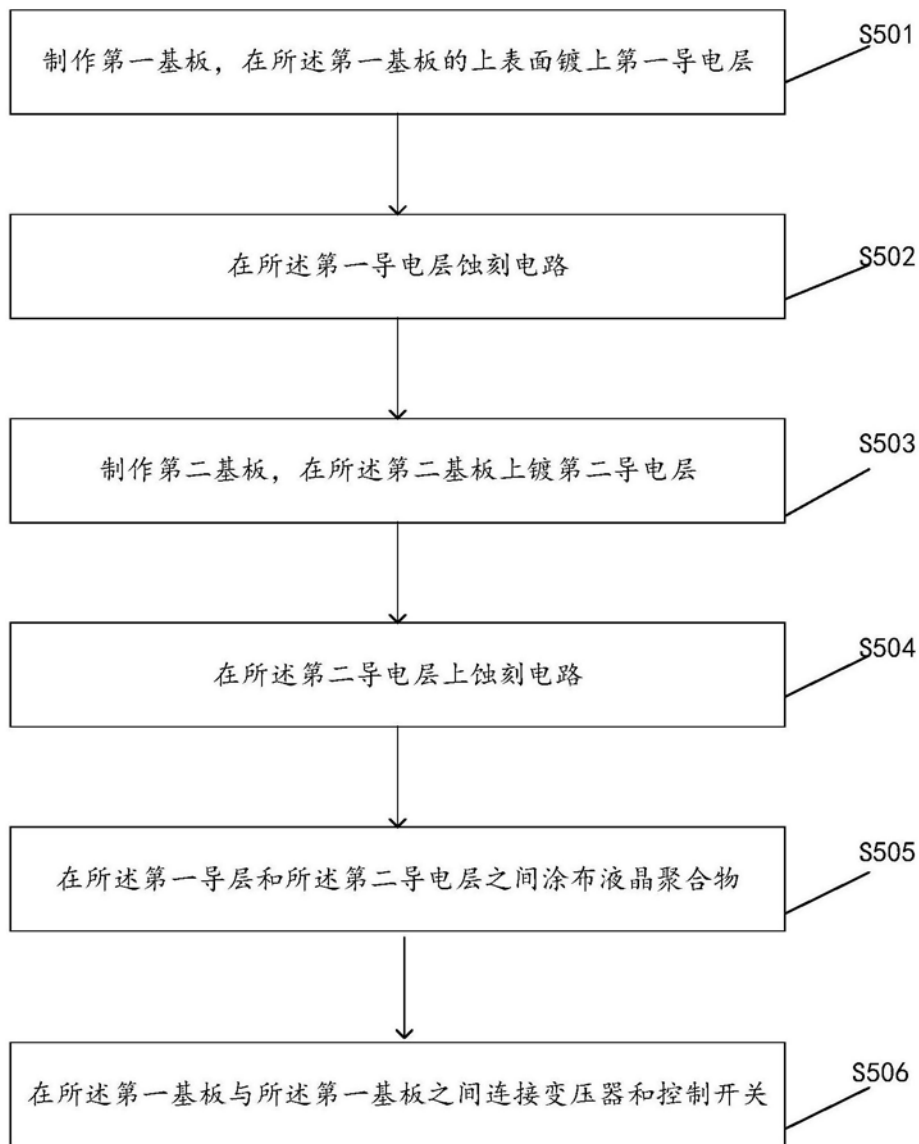 制作第一基板，在所述第一基板的上表面镀上第一导电层
S501
在所述第一导电层蚀刻电路
S502
制作第二基板，在所述第二基板上镀第二导电层
S503
在所述第二导电层上蚀刻电路
S504
在所述第一导层和所述第二导电层之间涂布液晶聚合物
S505
在所述第一基板与所述第一基板之间连接变压器和控制开关
S506